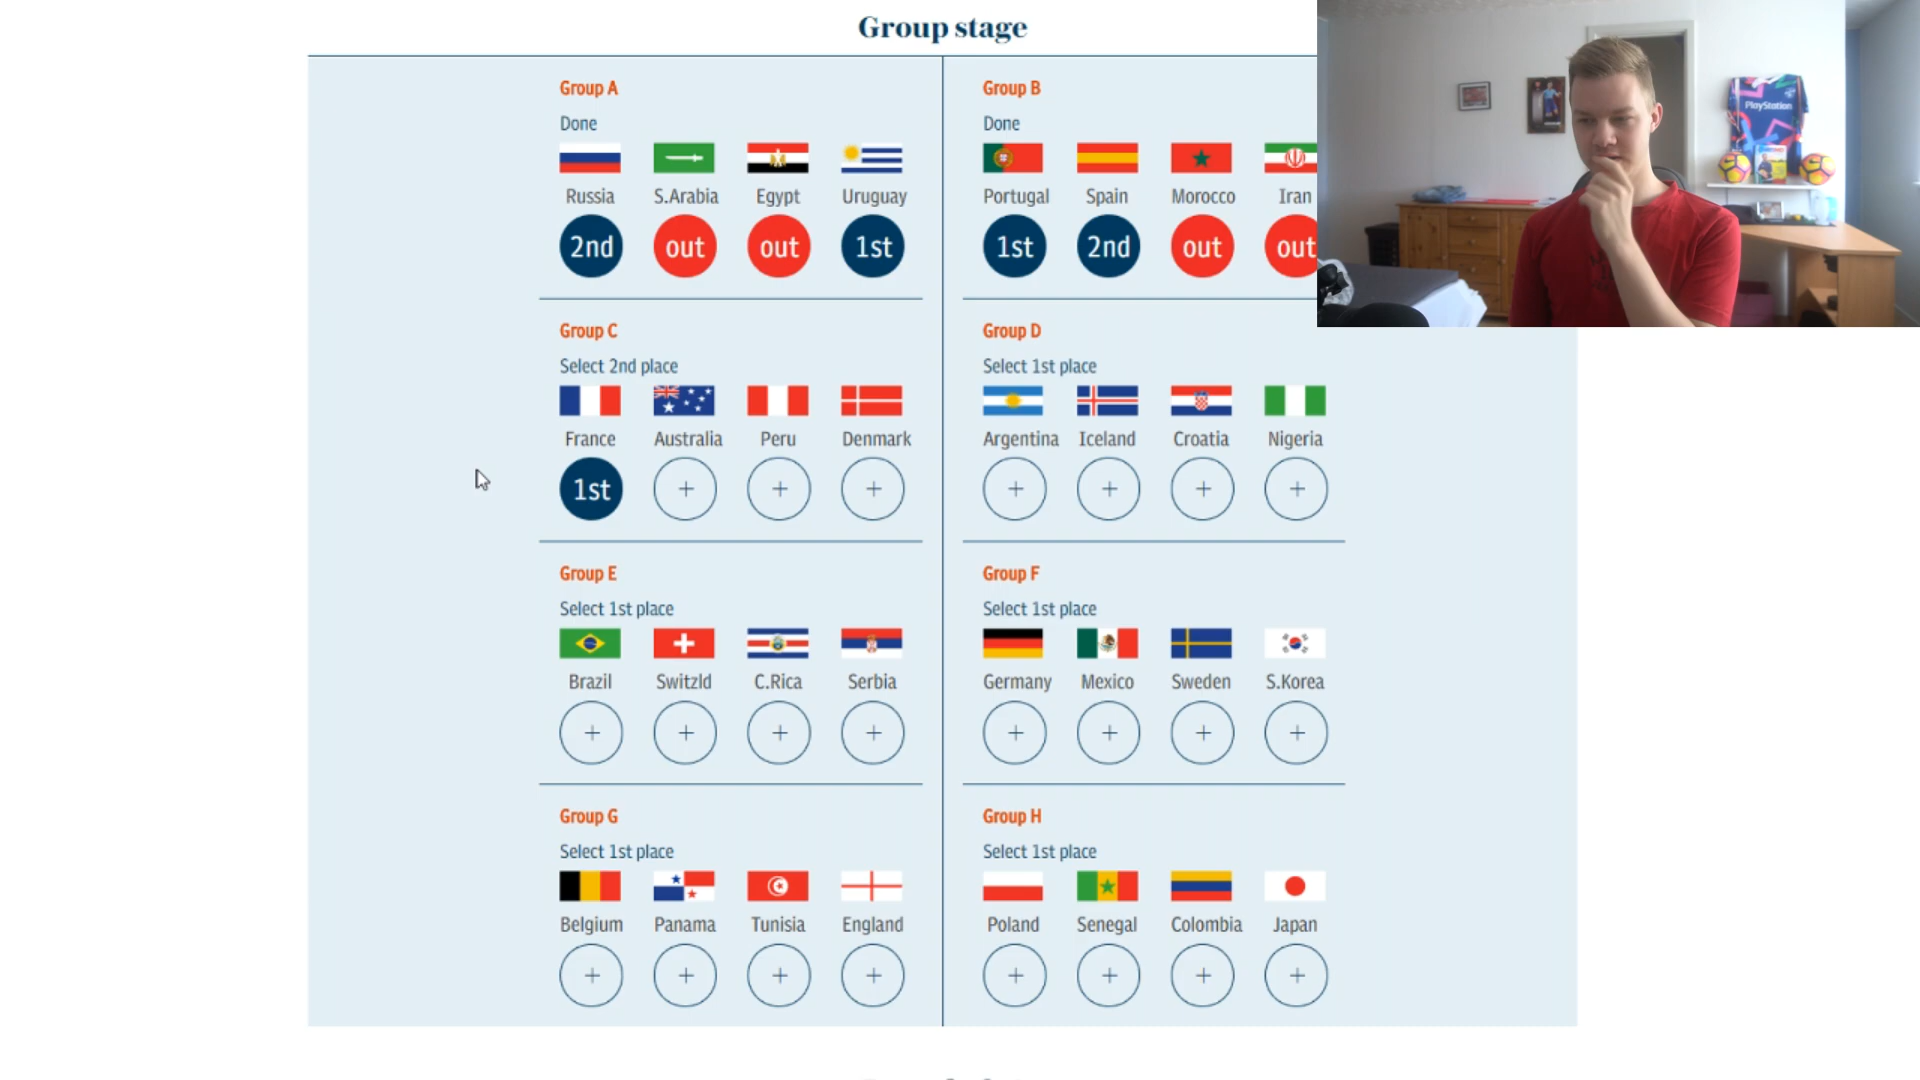 Group stage
Group A
Done
Russia S.Arabia Egypt Uruguay
2nd out out 1st
Group B
Done
Portugal Spain Morocco Iran
1st 2nd out out
PlayStation
Group C
Select 2nd place
France Australia Peru Denmark
1st + + +
Group D
Select 1st place
Argentina Iceland Croatia Nigeria
+ + + +
Group E
Select 1st place
Brazil Switzld C.Rica Serbia
+ + + +
Group F
Select 1st place
Germany Mexico Sweden S.Korea
+ + + +
Group G
Select 1st place
Belgium Panama Tunisia England
+ + + +
Group H
Select 1st place
Poland Senegal Colombia Japan
+ + + +